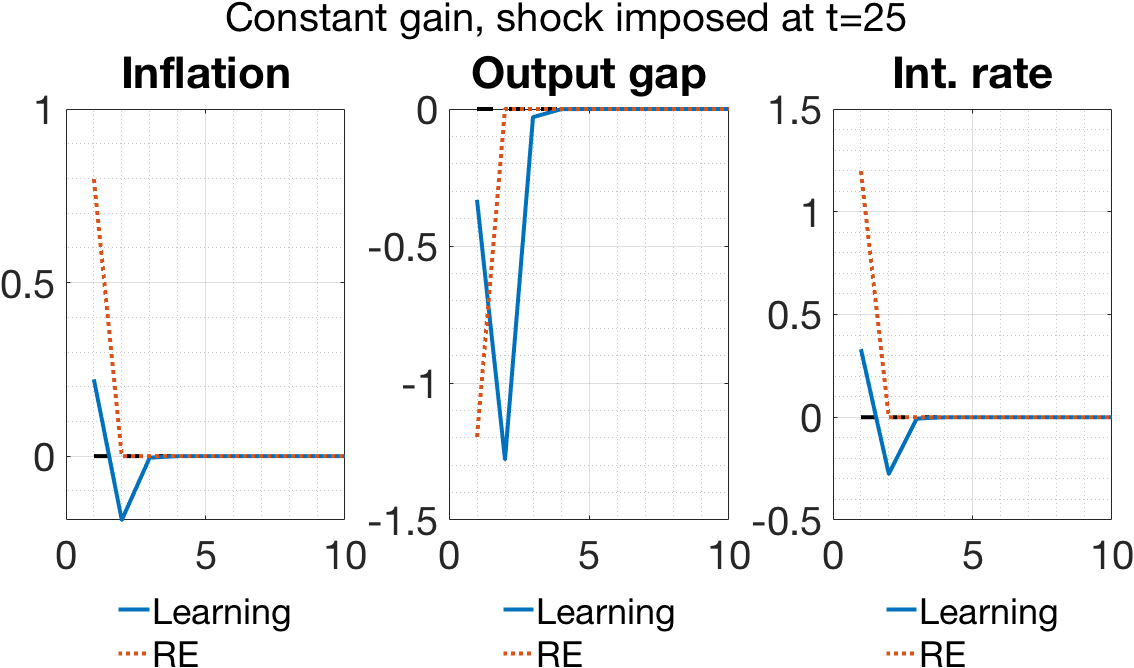 Constant gain, shock imposed at t=25
Inflation
1
0.5
0
0 5 10
Learning
RE
Output gap
0
-0.5
-1
-1.5
0 5 10
Learning
RE
Int. rate
1.5
1
0.5
0
-0.5
0 5 10
Learning
RE